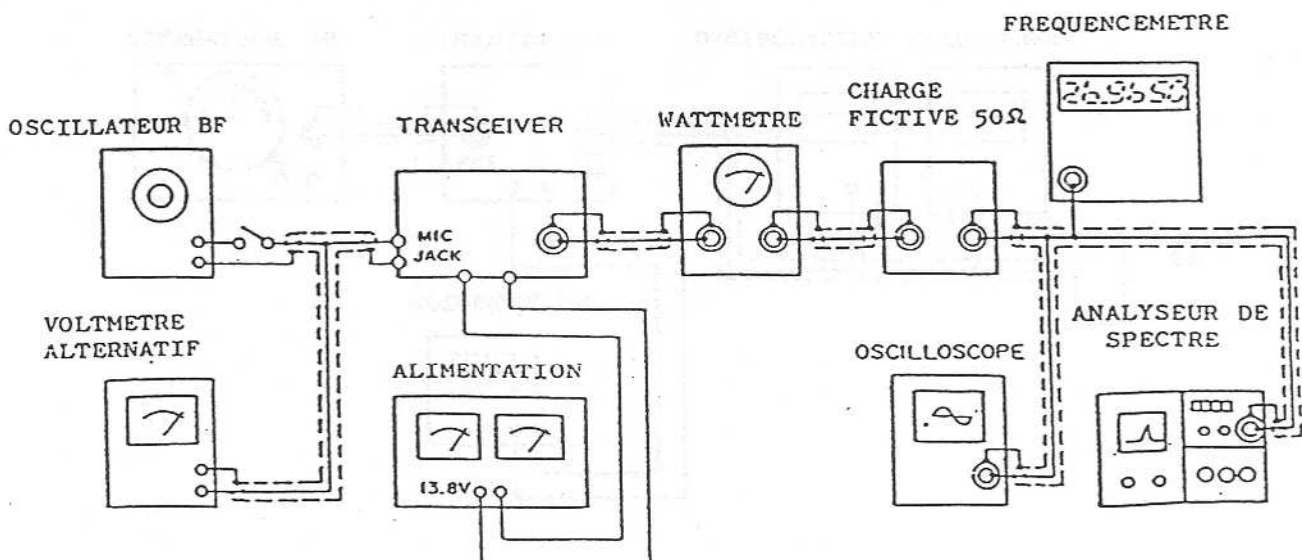 FREQUENCEMETRE
26.9650
CHARGE
FICTIVE 50Ω
WATTMETRE
TRANSCEIVER
OSCILLATEUR BF
MIC
JACK
VOLTMETRE
ALTERNATIF
ALIMENTATION
13.8V
OSCILLOSCOPE
ANALYSEUR DE
SPECTRE